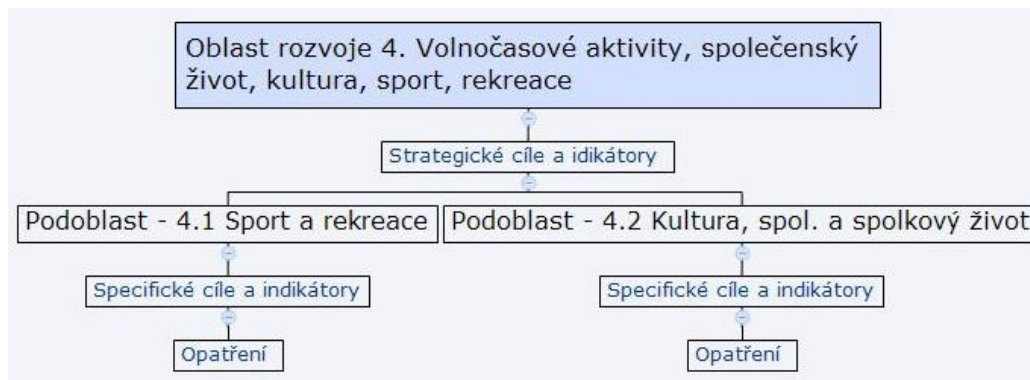 Oblast rozvoje 4. Volnočasové aktivity, společenský
život, kultura, sport, rekreace
Strategické cíle a idikátory
Podoblast - 4.1 Sport a rekreace
Podoblast - 4.2 Kultura, spol. a spolkový život
Specifické cíle a indikátory
Specifické cíle a indikátory
Opatření
Opatření